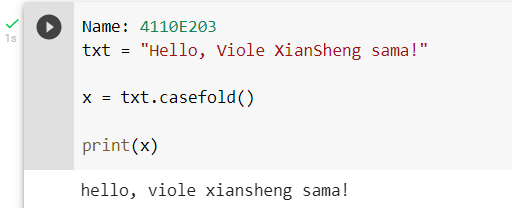 Name: 4110E203
txt = "Hello, Viole XianSheng sama!"
x = txt.casefold()
print(x)
1s
hello, viole xiansheng sama!